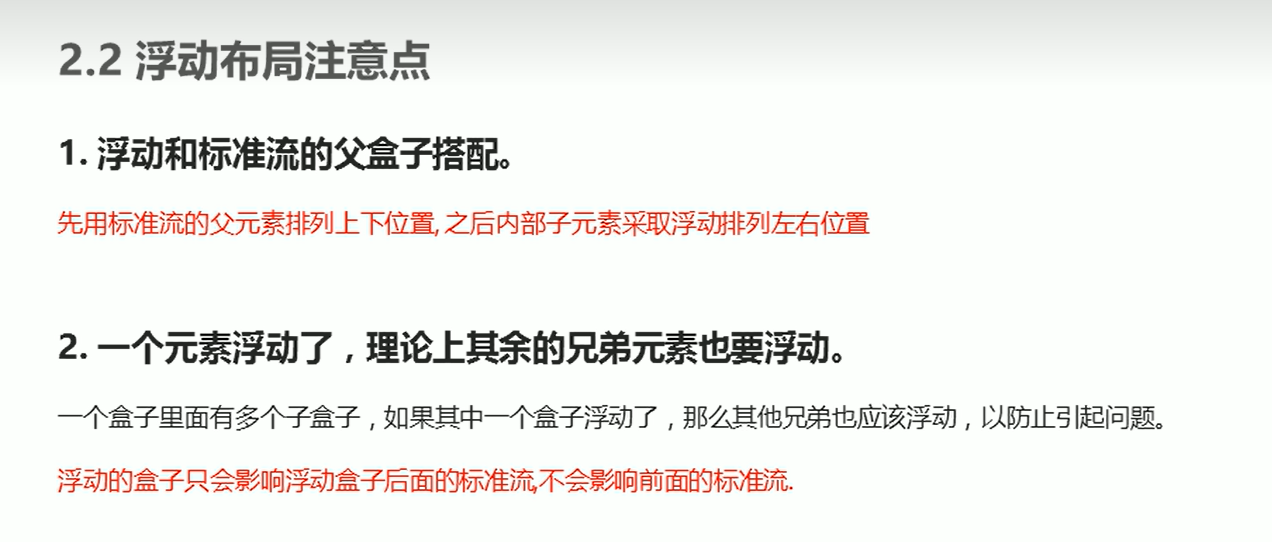 2.2 浮动布局注意点
1. 浮动和标准流的父盒子搭配。
先用标准流的父元素排列上下位置, 之后内部子元素采取浮动排列左右位置
2. 一个元素浮动了，理论上其余的兄弟元素也要浮动。
一个盒子里面有多个子盒子，如果其中一个盒子浮动了，那么其他兄弟也应该浮动，以防止引起问题。
浮动的盒子只会影响浮动盒子后面的标准流,不会影响前面的标准流.